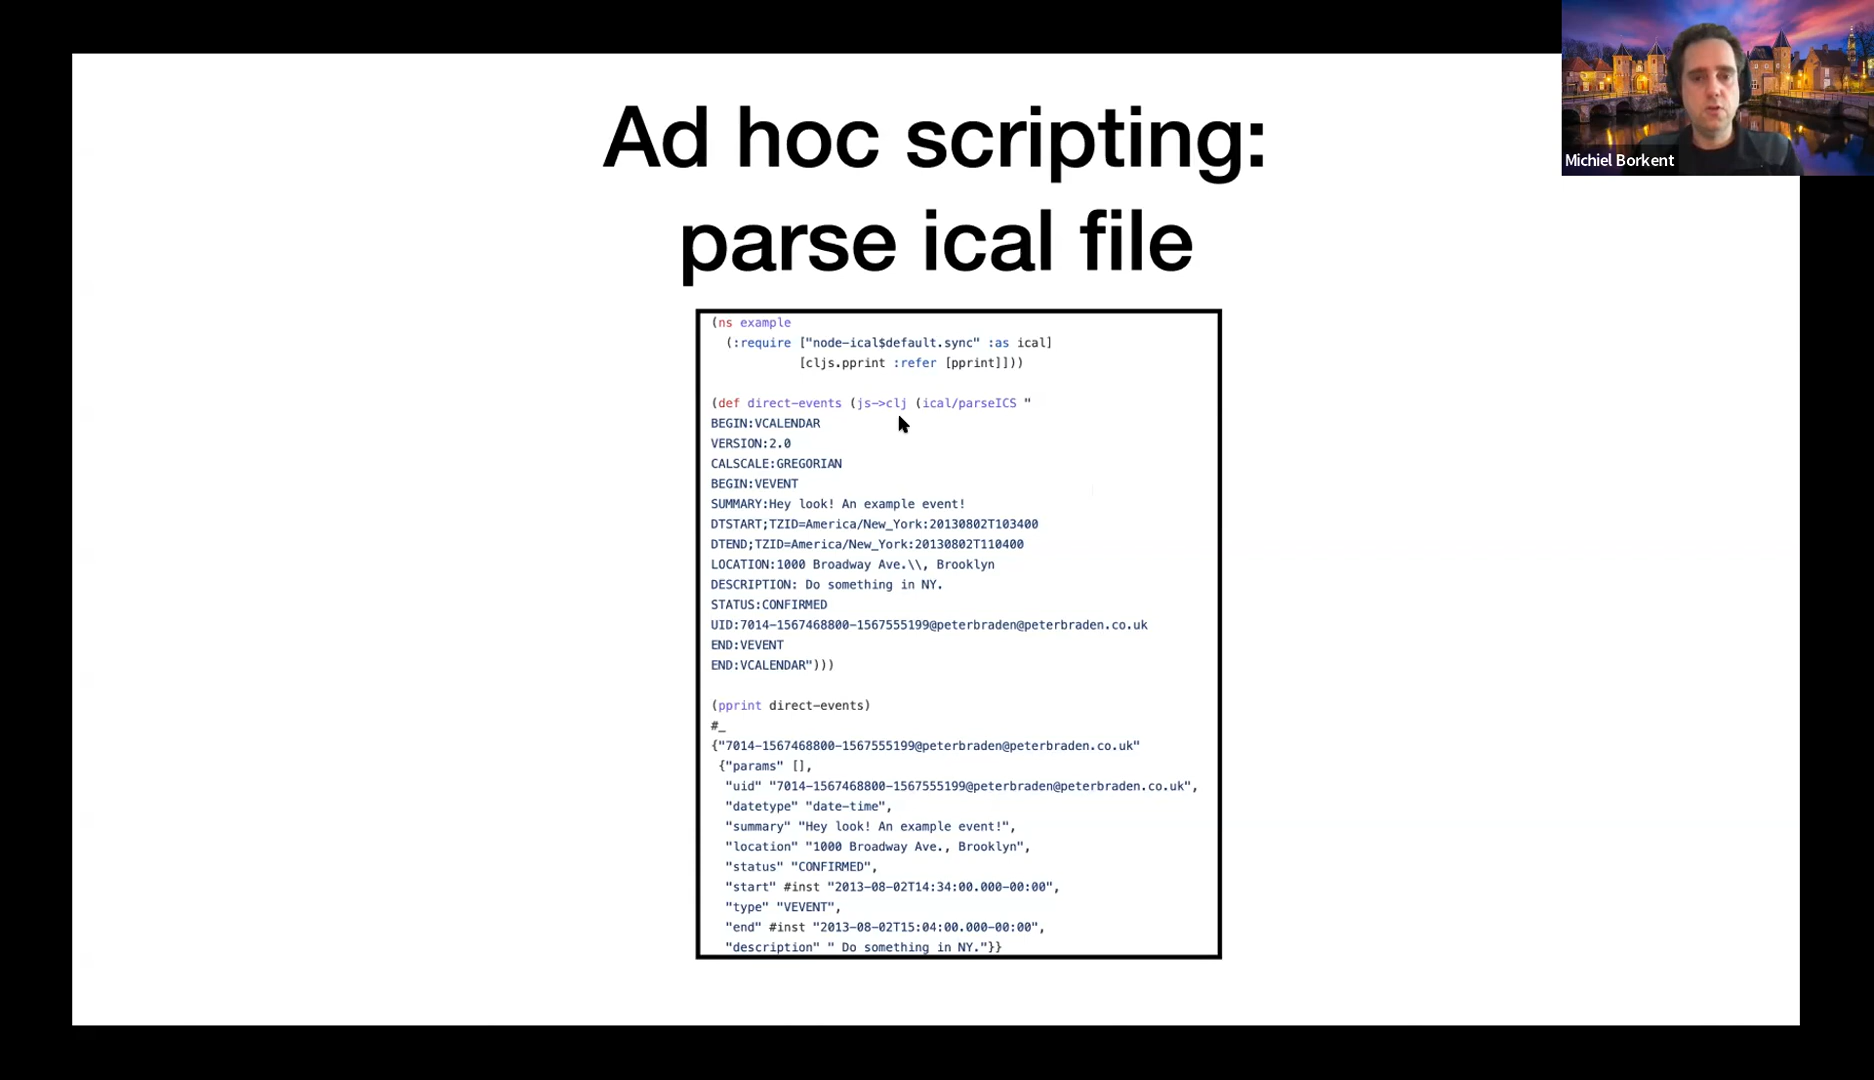 Ad hoc scripting:
parse ical file
Michiel Borkent
(ns example
  (:require ["node-ical$default.sync" :as ical]
            [cljs.pprint :refer [pprint]]))
(def direct-events (js->clj (ical/parseICS "
BEGIN:VCALENDAR
VERSION:2.0
CALSCALE:GREGORIAN
BEGIN:VEVENT
SUMMARY:Hey look! An example event!
DTSTART;TZID=America/New_York:20130802T103400
DTEND;TZID=America/New_York:20130802T110400
LOCATION:1000 Broadway Ave.\\, Brooklyn
DESCRIPTION: Do something in NY.
STATUS:CONFIRMED
UID:7014-1567468800-1567555199@peterbraden@peterbraden.co.uk
END:VEVENT
END:VCALENDAR")))
(pprint direct-events)
#_
{"7014-1567468800-1567555199@peterbraden@peterbraden.co.uk"
 {"params" [],
  "uid" "7014-1567468800-1567555199@peterbraden@peterbraden.co.uk",
  "datetype" "date-time",
  "summary" "Hey look! An example event!",
  "location" "1000 Broadway Ave., Brooklyn",
  "status" "CONFIRMED",
  "start" #inst "2013-08-02T14:34:00.000-00:00",
  "type" "VEVENT",
  "end" #inst "2013-08-02T15:04:00.000-00:00",
  "description" " Do something in NY."}}